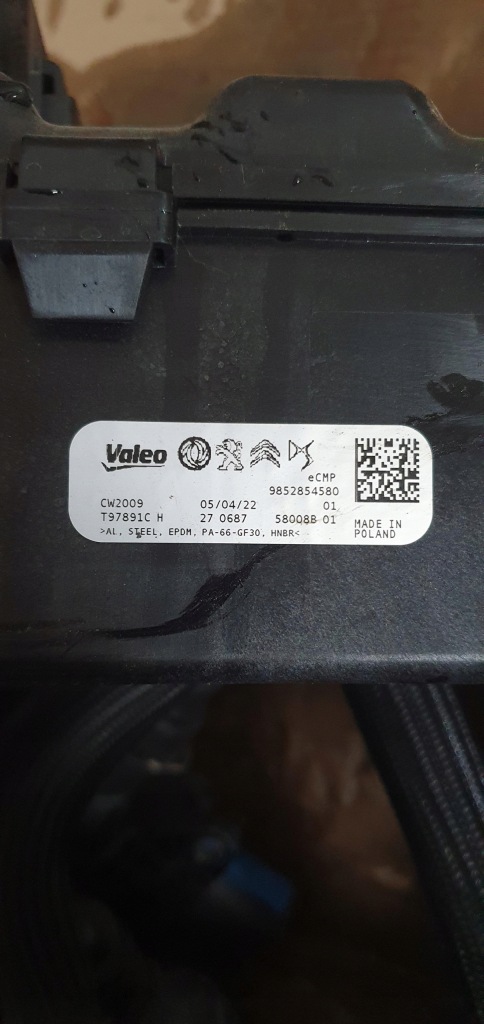 Valeo DS
eCMP
9852854580
CW2009 05/04/22 01
T97891C H 27 0687 58008B 01
>AL, STEEL, EPDM, PA-66-GF30, HNBR<
MADE IN
POLAND